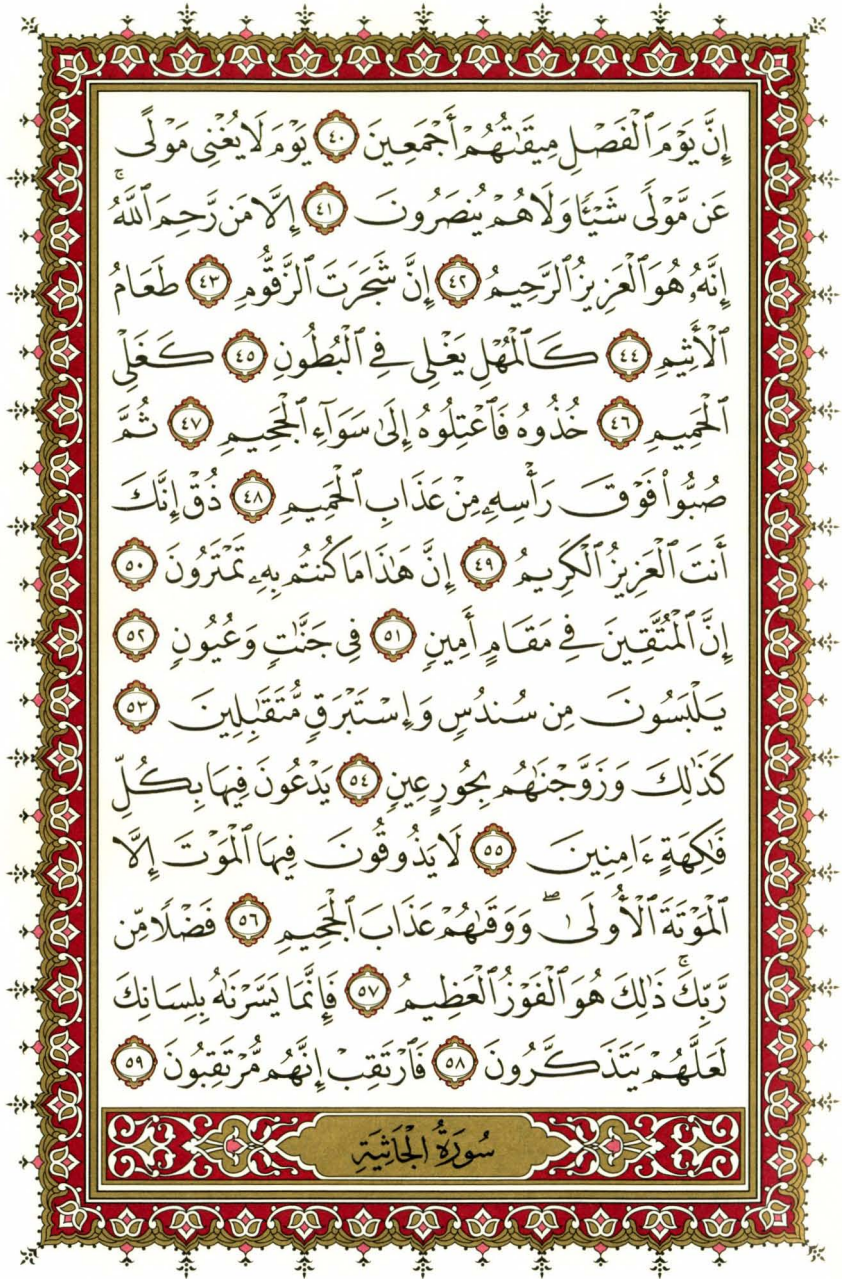 إِنَّ يَوْمَ ٱلْفَصْلِ مِيقَٰتُهُمْ أَجْمَعِينَ ٤٠ يَوْمَ لَا يُغْنِى مَوْلًى
عَن مَّوْلًى شَيْـًٔا وَلَا هُمْ يُنصَرُونَ ٤١ إِلَّا مَن رَّحِمَ ٱللَّهُ ۚ
إِنَّهُۥ هُوَ ٱلْعَزِيزُ ٱلرَّحِيمُ ٤٢ إِنَّ شَجَرَتَ ٱلزَّقُّومِ ٤٣ طَعَامُ
ٱلْأَثِيمِ ٤٤ كَٱلْمُهْلِ يَغْلِى فِى ٱلْبُطُونِ ٤٥ كَغَلْىِ
ٱلْحَمِيمِ ٤٦ خُذُوهُ فَٱعْتِلُوهُ إِلَىٰ سَوَآءِ ٱلْجَحِيمِ ٤٧ ثُمَّ
صُبُّوا۟ فَوْقَ رَأْسِهِۦ مِنْ عَذَابِ ٱلْحَمِيمِ ٤٨ ذُقْ إِنَّكَ
أَنتَ ٱلْعَزِيزُ ٱلْكَرِيمُ ٤٩ إِنَّ هَٰذَا مَا كُنتُم بِهِۦ تَمْتَرُونَ ٥٠
إِنَّ ٱلْمُتَّقِينَ فِى مَقَامٍ أَمِينٍ ٥١ فِى جَنَّٰتٍ وَعُيُونٍ ٥٢
يَلْبَسُونَ مِن سُندُسٍ وَإِسْتَبْرَقٍ مُّتَقَٰبِلِينَ ٥٣
كَذَٰلِكَ وَزَوَّجْنَٰهُم بِحُورٍ عِينٍ ٥٤ يَدْعُونَ فِيهَا بِكُلِّ
فَٰكِهَةٍ ءَامِنِينَ ٥٥ لَا يَذُوقُونَ فِيهَا ٱلْمَوْتَ إِلَّا
ٱلْمَوْتَةَ ٱلْأُولَىٰ ۖ وَوَقَىٰهُمْ عَذَابَ ٱلْجَحِيمِ ٥٦ فَضْلًا مِّن
رَّبِّكَ ۚ ذَٰلِكَ هُوَ ٱلْفَوْزُ ٱلْعَظِيمُ ٥٧ فَإِنَّمَا يَسَّرْنَٰهُ بِلِسَانِكَ
لَعَلَّهُمْ يَتَذَكَّرُونَ ٥٨ فَٱرْتَقِبْ إِنَّهُم مُّرْتَقِبُونَ ٥٩
سُورَةُ الْجَاثِيَةِ